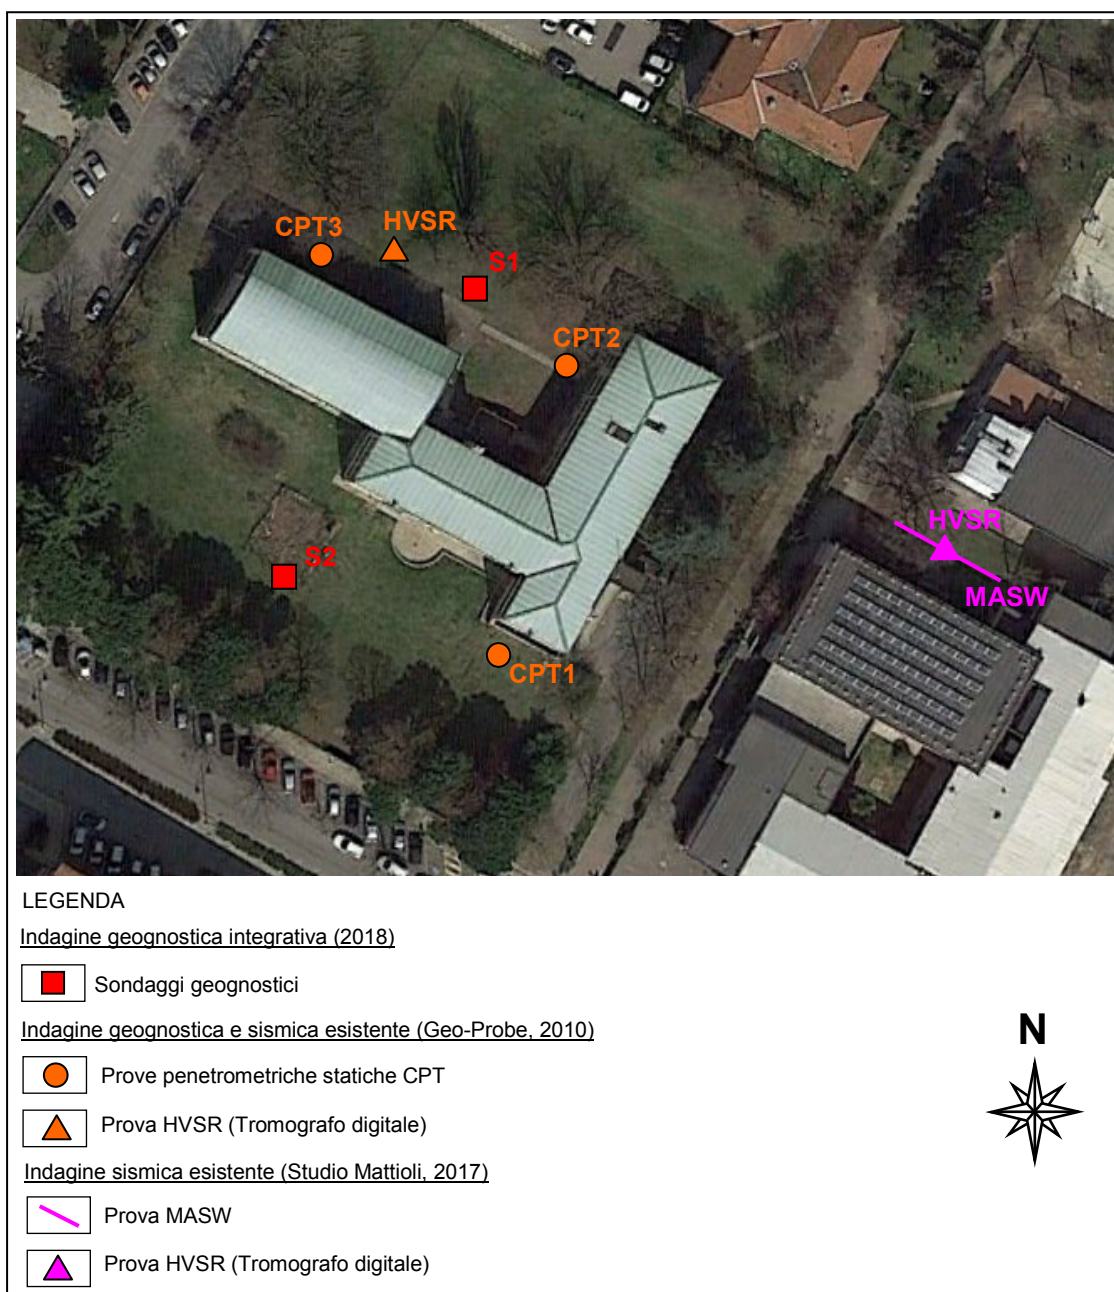 CPT3
HVSR
S1
CPT2
HVSR
S2
MASW
CPT1
LEGENDA
Indagine geognostica integrativa (2018)
Sondaggi geognostici
Indagine geognostica e sismica esistente (Geo-Probe, 2010)
Prove penetrometriche statiche CPT
Prova HVSR (Tromografo digitale)
Indagine sismica esistente (Studio Mattioli, 2017)
Prova MASW
Prova HVSR (Tromografo digitale)
N